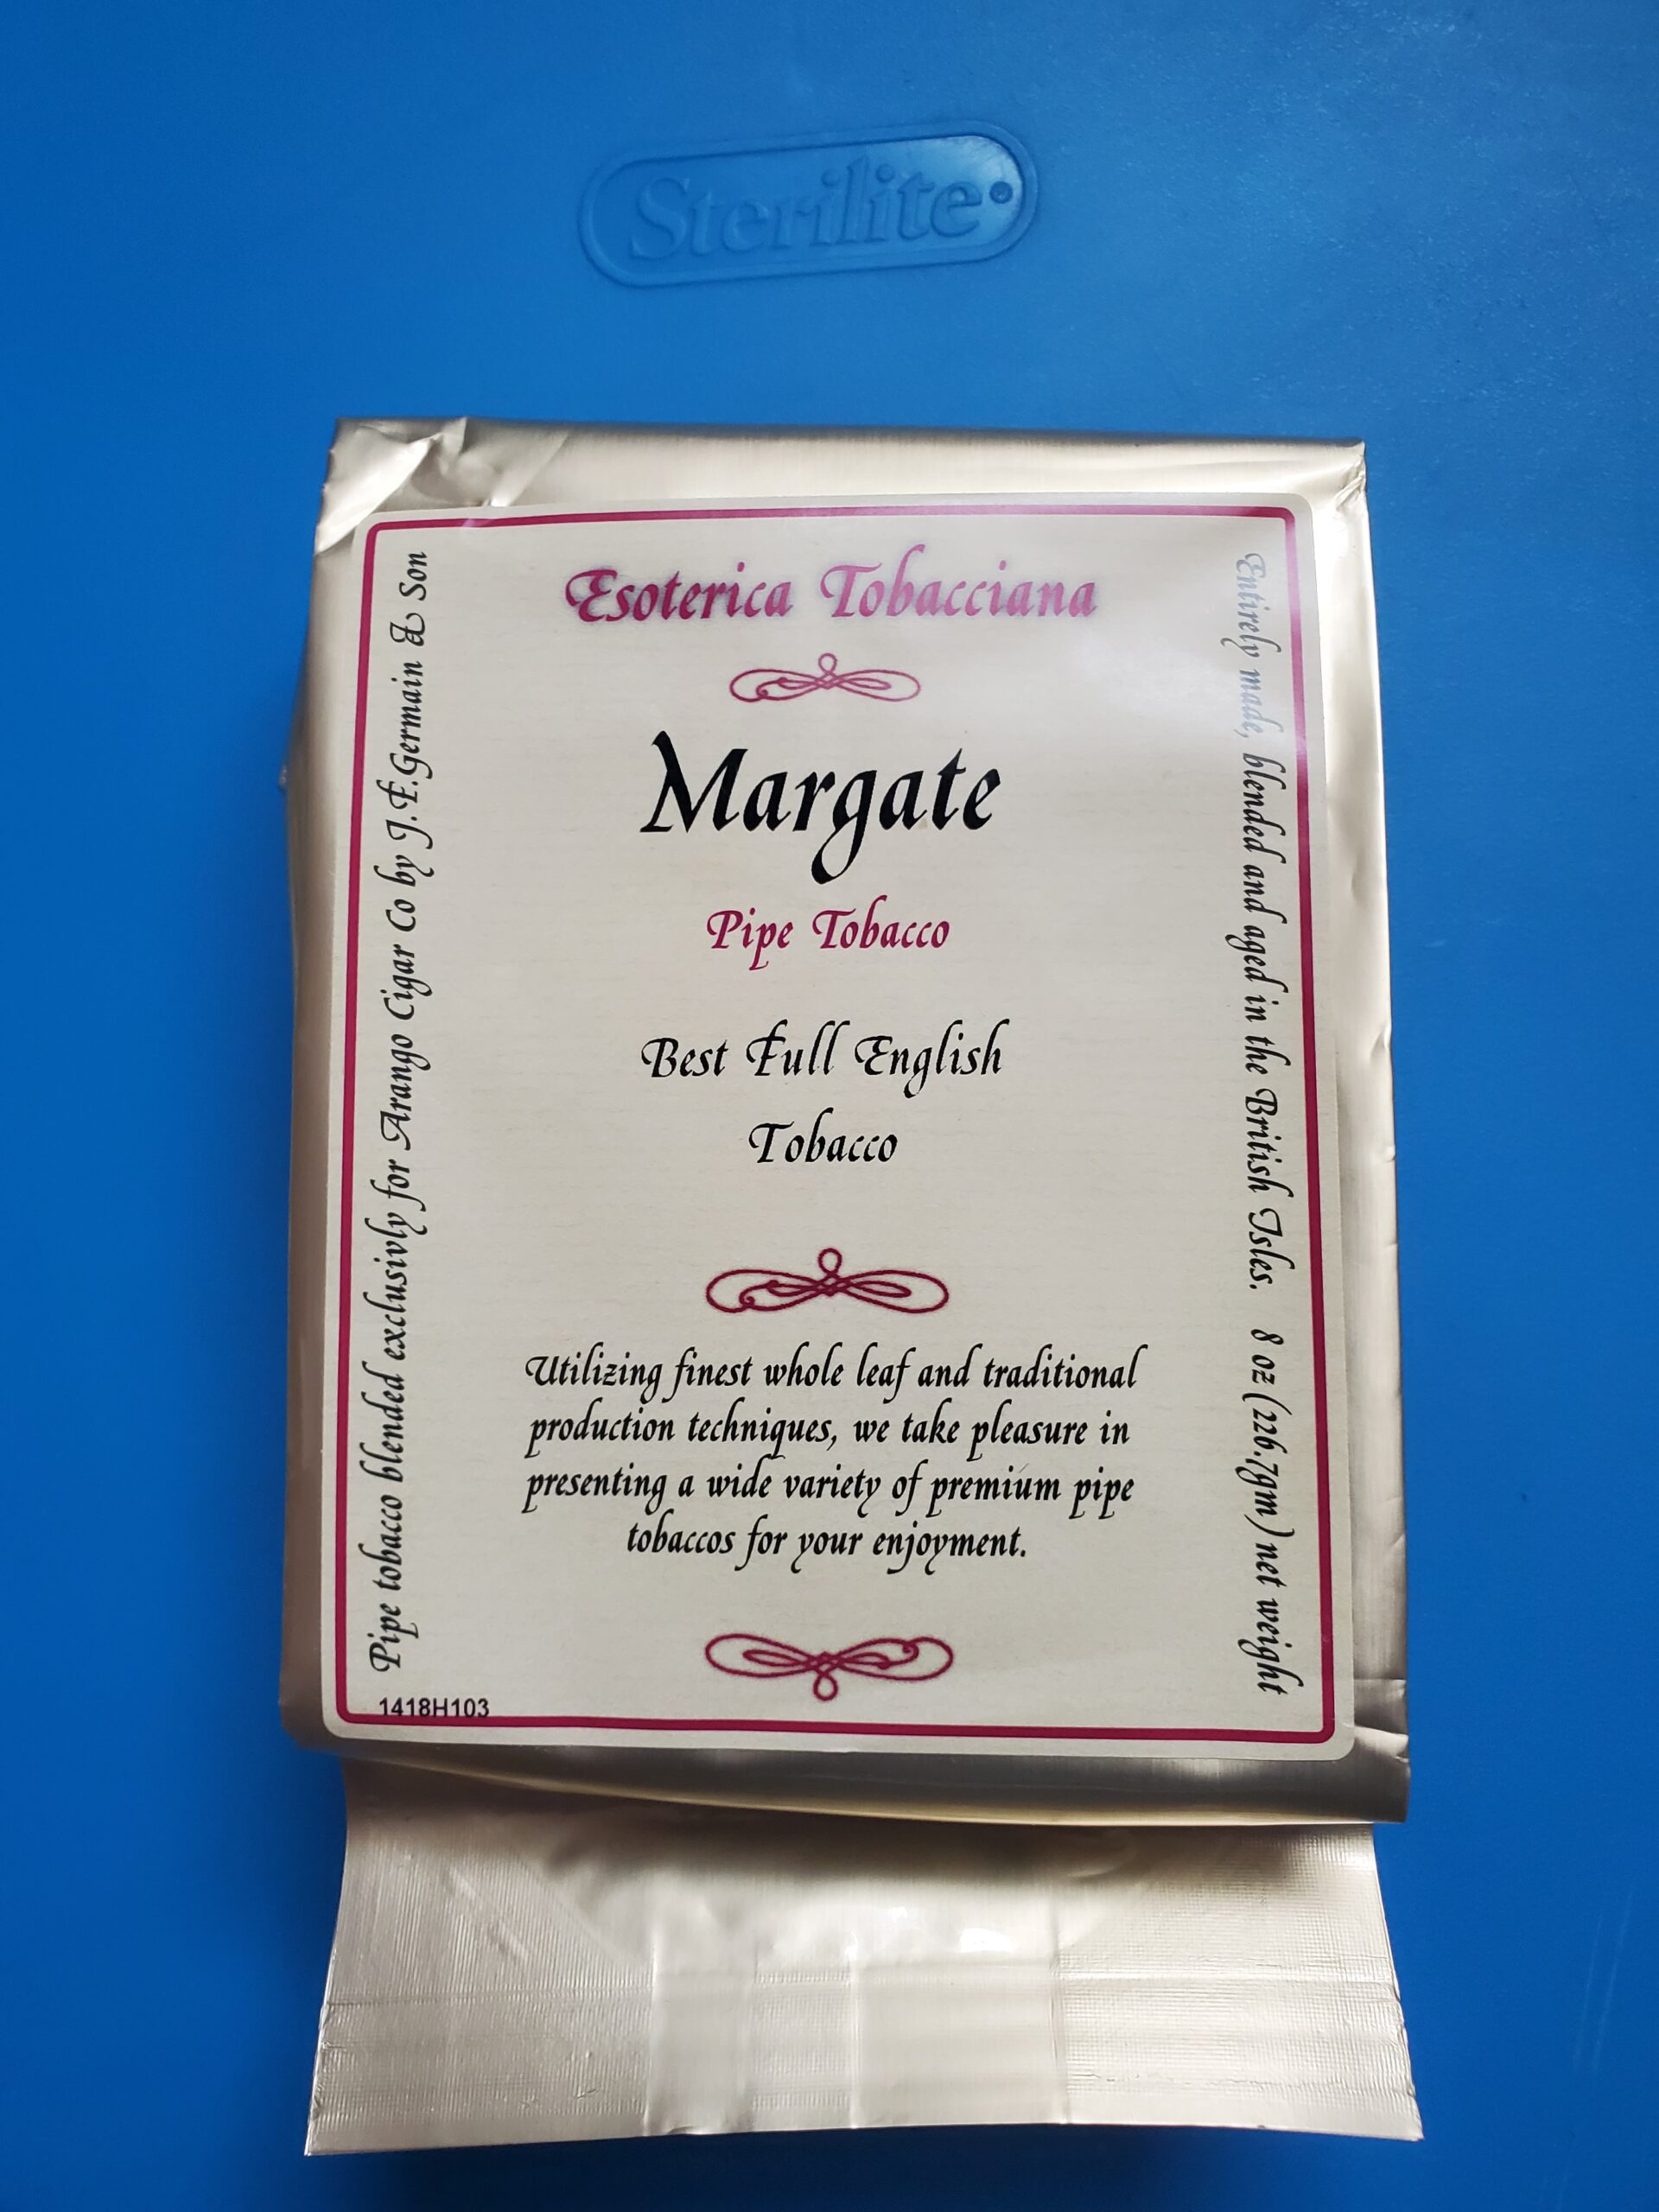 Sterilite
Esoterica Tobacciana
Margate
Pipe Tobacco
Best Full English
Tobacco
Utilizing finest whole leaf and traditional
production techniques, we take pleasure in
presenting a wide variety of premium pipe
tobaccos for your enjoyment.
Pipe tobacco blended exclusivly for Arango Cigar Co by J.F.Germain & Son
Entirely made, blended and aged in the British Isles. 8 oz (226.7gm) net weight
1418H103